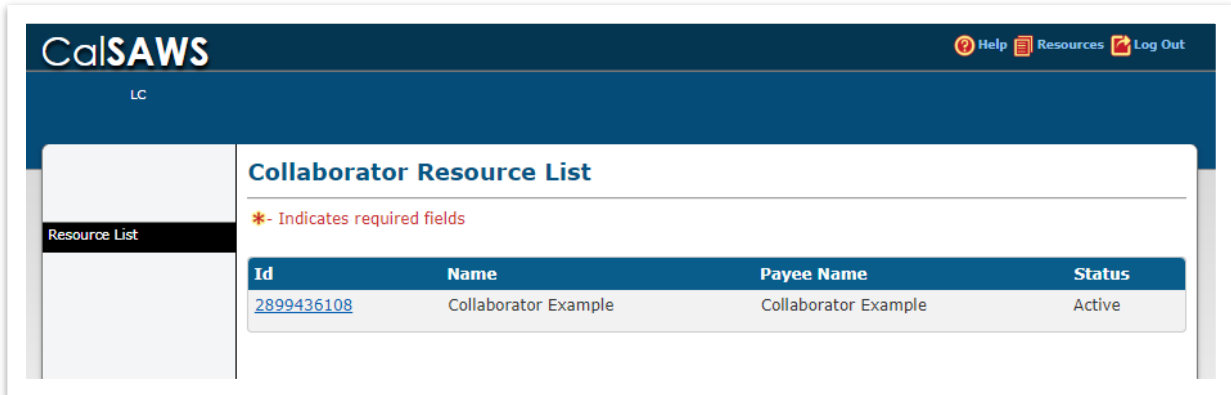 CalSAWS
Help Resources Log Out
LC
Collaborator Resource List
*- Indicates required fields
Resource List
Id Name Payee Name Status
2899436108 Collaborator Example Collaborator Example Active